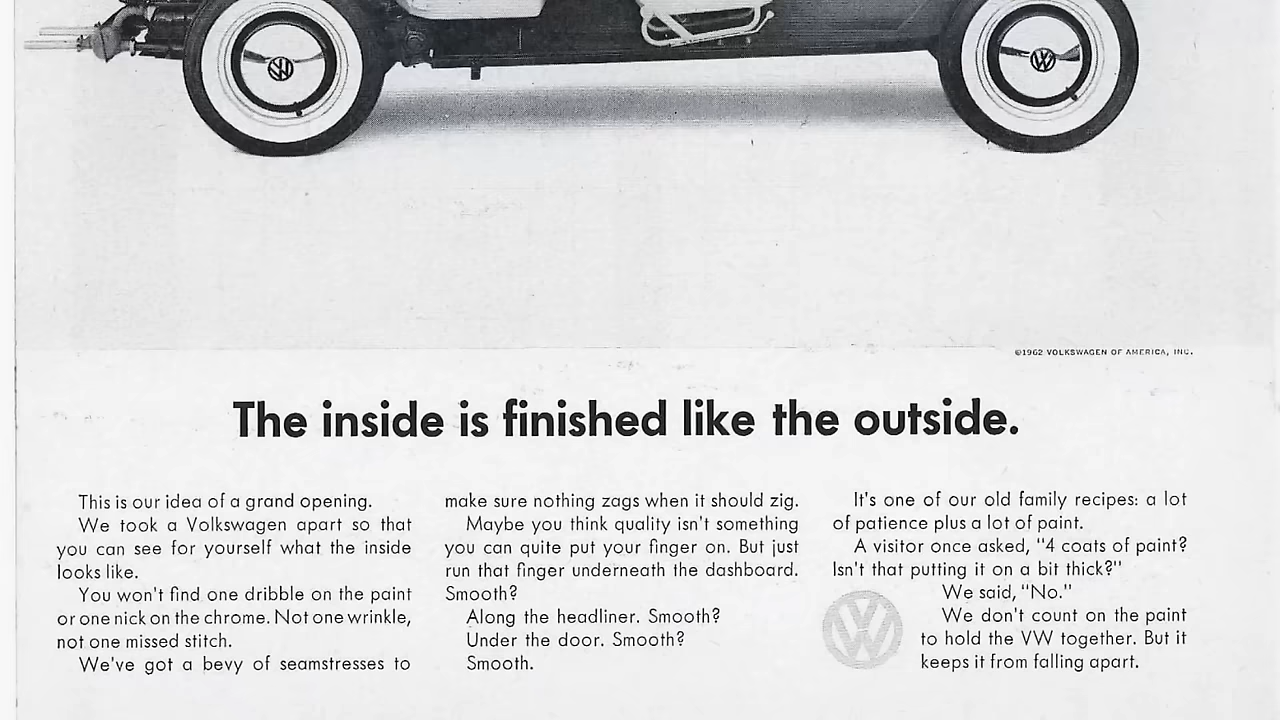 ©1962 VOLKSWAGEN OF AMERICA, INC.
The inside is finished like the outside.
This is our idea of a grand opening.
We took a Volkswagen apart so that
you can see for yourself what the inside
looks like.
You won't find one dribble on the paint
or one nick on the chrome. Not one wrinkle,
not one missed stitch.
We've got a bevy of seamstresses to
make sure nothing zags when it should zig.
Maybe you think quality isn't something
you can quite put your finger on. But just
run that finger underneath the dashboard.
Smooth?
Along the headliner. Smooth?
Under the door. Smooth?
Smooth.
It's one of our old family recipes: a lot
of patience plus a lot of paint.
A visitor once asked, "4 coats of paint?
Isn't that putting it on a bit thick?"
We said, "No."
We don't count on the paint
to hold the VW together. But it
keeps it from falling apart.